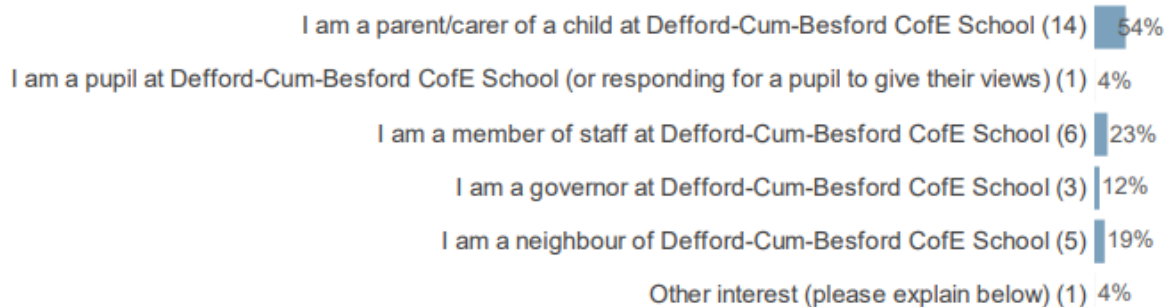 I am a parent/carer of a child at Defford-Cum-Besford CofE School (14) 54%
I am a pupil at Defford-Cum-Besford CofE School (or responding for a pupil to give their views) (1) 4%
I am a member of staff at Defford-Cum-Besford CofE School (6) 23%
I am a governor at Defford-Cum-Besford CofE School (3) 12%
I am a neighbour of Defford-Cum-Besford CofE School (5) 19%
Other interest (please explain below) (1) 4%